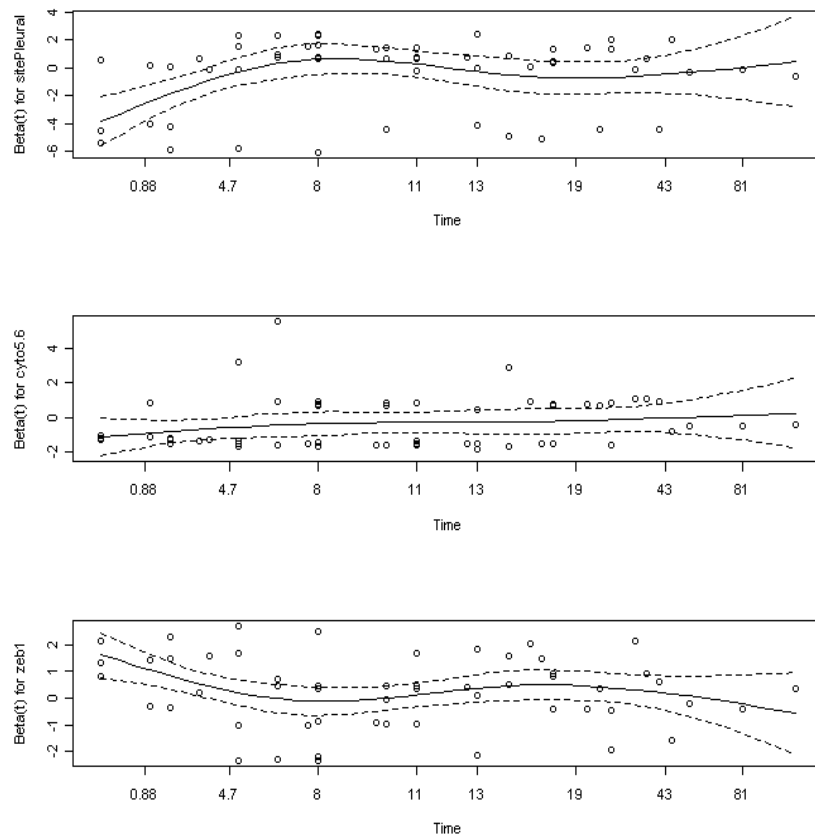 Beta(t) for sitePleural
4
2
0
-2
-4
-6
0.88 4.7 8 11 13 19 43 81
Time
Beta(t) for cyto5.6
4
2
0
-2
0.88 4.7 8 11 13 19 43 81
Time
Beta(t) for zeb1
2
1
0
-1
-2
0.88 4.7 8 11 13 19 43 81
Time